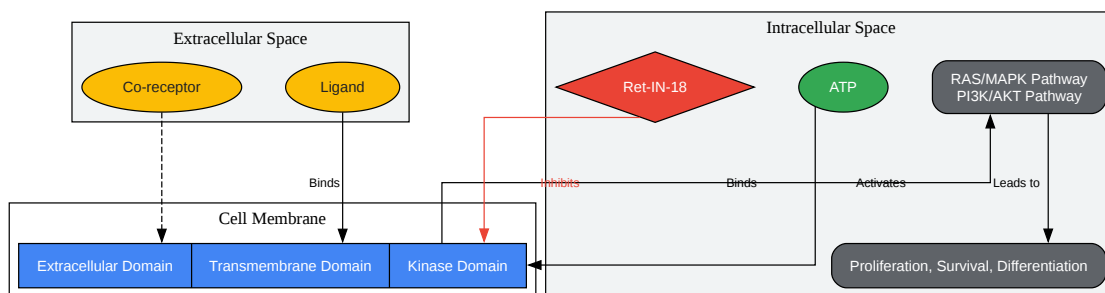 Extracellular Space
Intracellular Space
Co-receptor
Ligand
Ret-IN-18
ATP
RAS/MAPK Pathway
PI3K/AKT Pathway
Binds
Inhibits
Binds
Activates
Leads to
Cell Membrane
Extracellular Domain
Transmembrane Domain
Kinase Domain
Proliferation, Survival, Differentiation